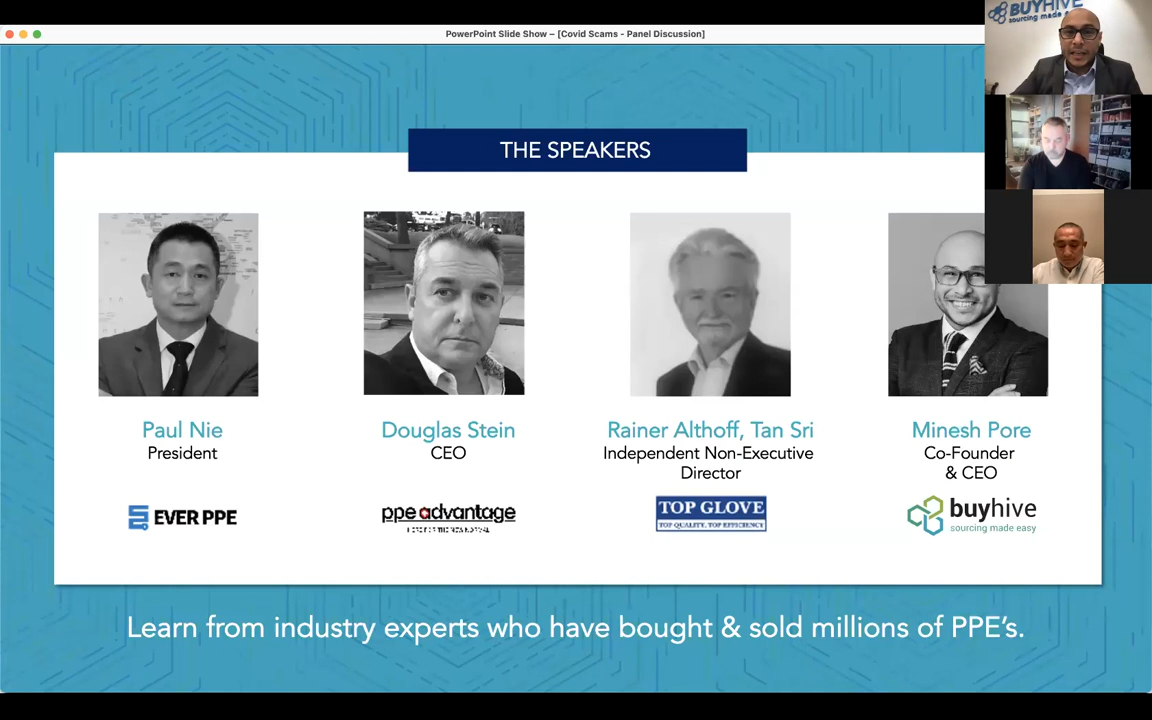 PowerPoint Slide Show – [Covid Scams - Panel Discussion]
BUYHIVE
sourcing made
THE SPEAKERS
Paul Nie
President
EVER PPE
Douglas Stein
CEO
ppe advantage
Rainer Althoff, Tan Sri
Independent Non-Executive
Director
TOP GLOVE
TOP QUALITY, TOP EFFICIENCY
Minesh Pore
Co-Founder
& CEO
buyhive
sourcing made easy
Learn from industry experts who have bought & sold millions of PPE's.